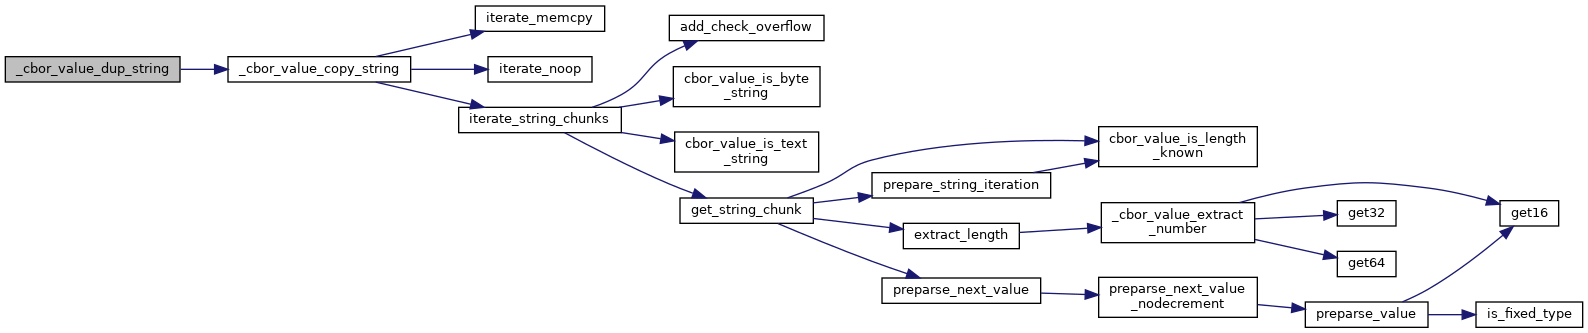 _cbor_value_dup_string
_cbor_value_copy_string
iterate_memcpy
iterate_noop
iterate_string_chunks
add_check_overflow
cbor_value_is_byte
_string
cbor_value_is_text
_string
get_string_chunk
cbor_value_is_length
_known
prepare_string_iteration
extract_length
preparse_next_value
_cbor_value_extract
_number
preparse_next_value
_nodecrement
get32
get64
preparse_value
get16
is_fixed_type